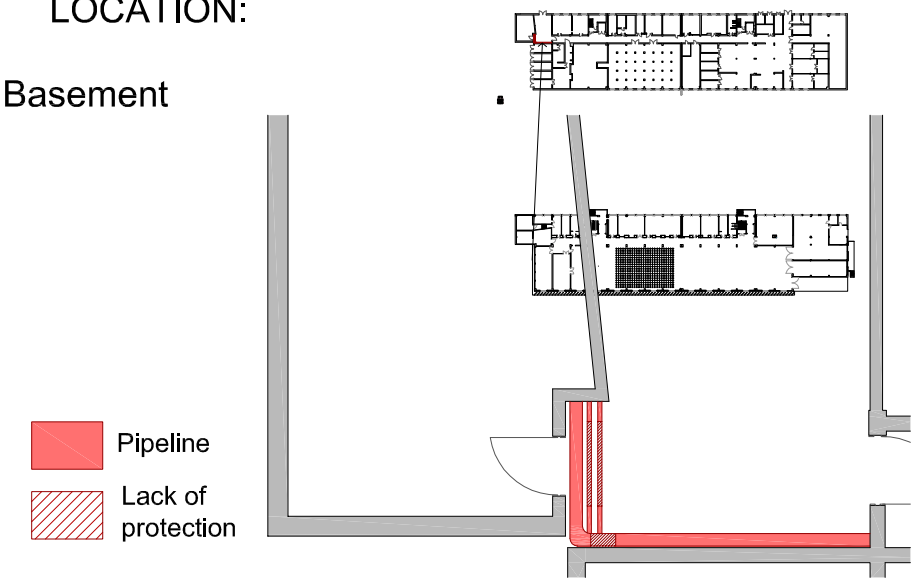 LOCATION:
Basement
Pipeline
Lack of
protection